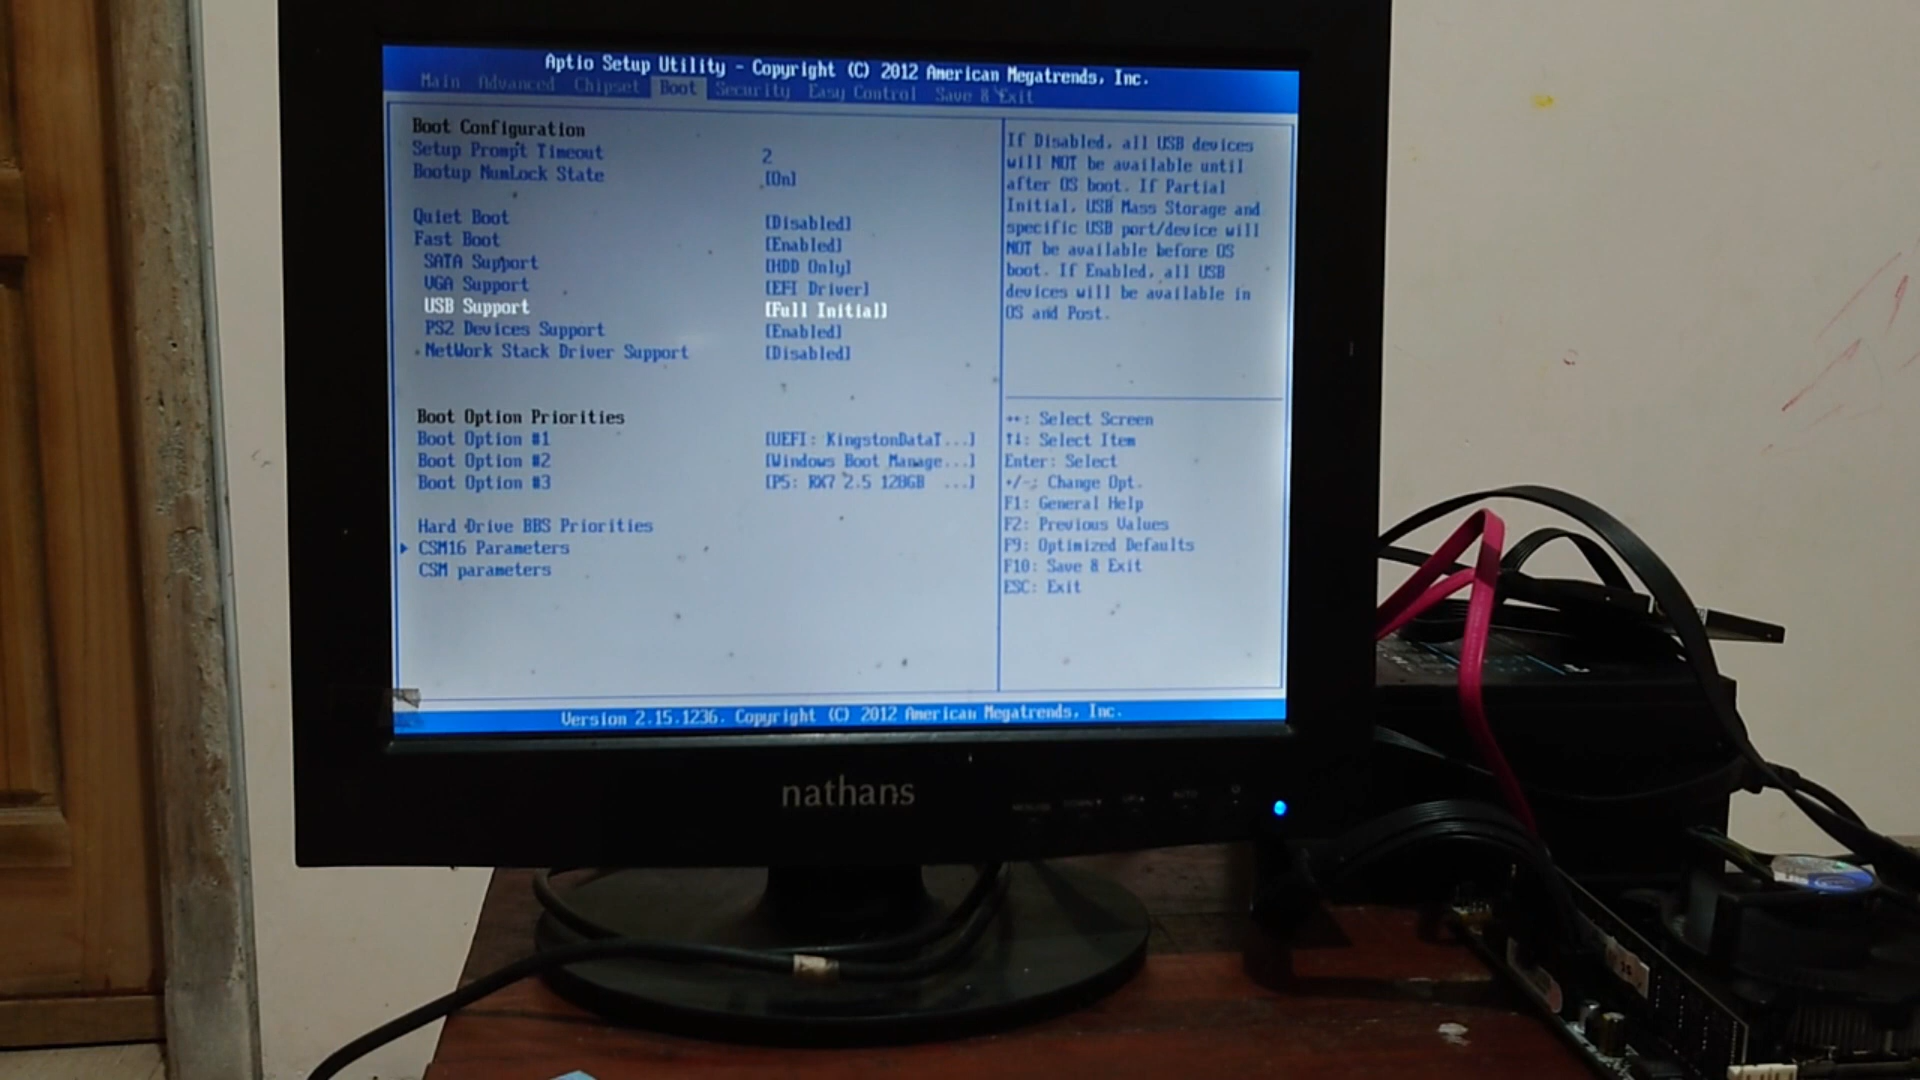 Aptio Setup Utility - Copyright (C) 2012 American Megatrends, Inc.
Main Advanced Chipset Boot Security Easy Control Save & Exit
Boot Configuration
Setup Prompt Timeout 2
Bootup NumLock State [On]
Quiet Boot [Disabled]
Fast Boot [Enabled]
SATA Support [HDD Only]
VGA Support [EFI Driver]
USB Support [Full Initial]
PS2 Devices Support [Enabled]
NetWork Stack Driver Support [Disabled]
Boot Option Priorities
Boot Option #1 [UEFI: KingstonDataT...]
Boot Option #2 [Windows Boot Manage...]
Boot Option #3 [P5: RX7 2.5 128GB ...]
Hard Drive BBS Priorities
CSM16 Parameters
CSM parameters
If Disabled, all USB devices
will NOT be available until
after OS boot. If Partial
Initial, USB Mass Storage and
specific USB port/device will
NOT be available before OS
boot. If Enabled, all USB
devices will be available in
OS and Post.
↔: Select Screen
↑↓: Select Item
Enter: Select
+/-: Change Opt.
F1: General Help
F2: Previous Values
F9: Optimized Defaults
F10: Save & Exit
ESC: Exit
Version 2.15.1236. Copyright (C) 2012 American Megatrends, Inc.
nathans